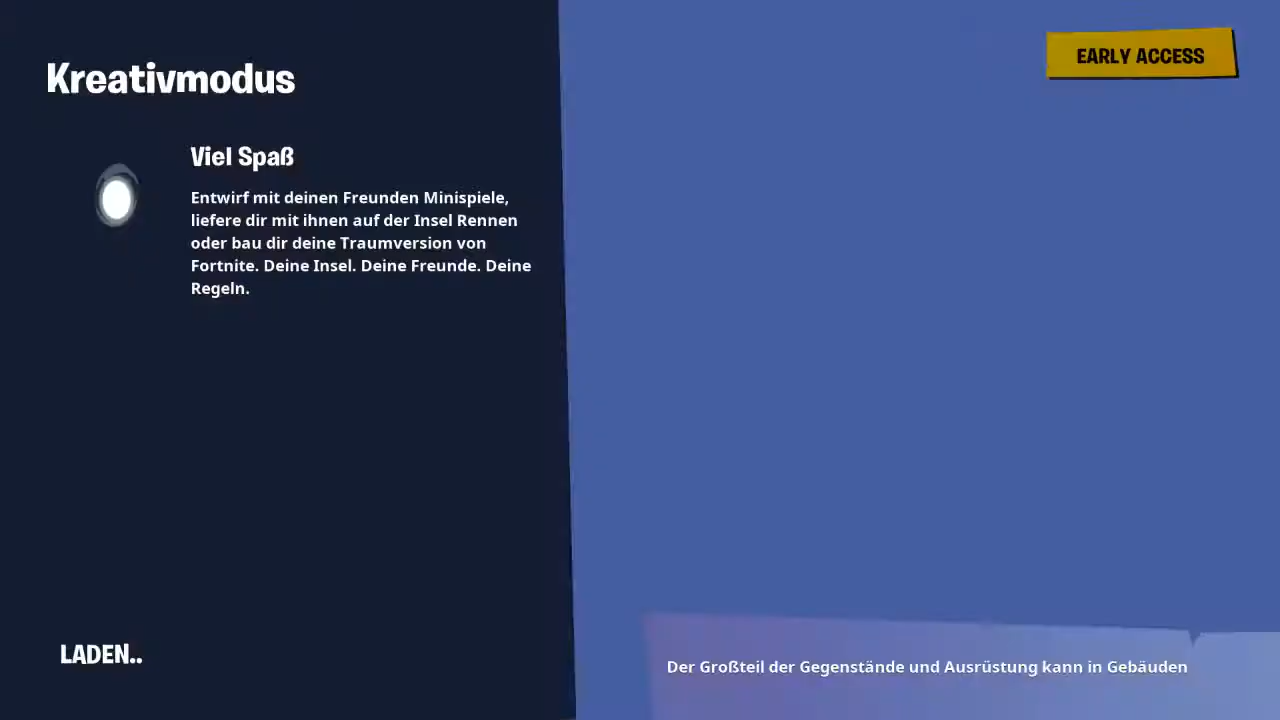 Kreativmodus
EARLY ACCESS
Viel Spaß
Entwirf mit deinen Freunden Minispiele,
liefere dir mit ihnen auf der Insel Rennen
oder bau dir deine Traumversion von
Fortnite. Deine Insel. Deine Freunde. Deine
Regeln.
LADEN..
Der Großteil der Gegenstände und Ausrüstung kann in Gebäuden